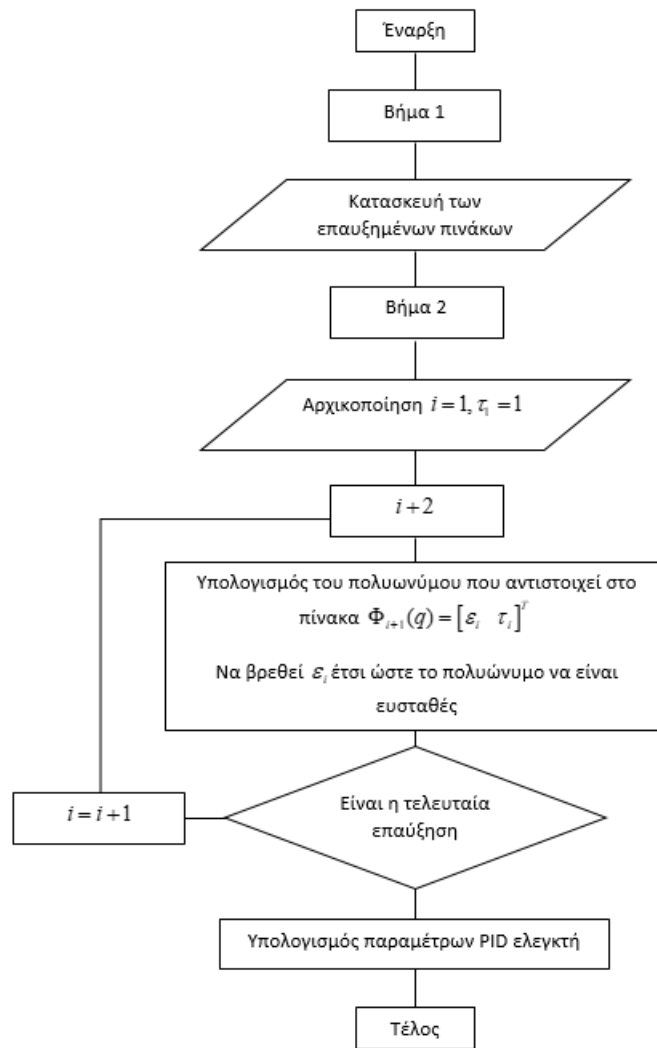 Έναρξη
Βήμα 1
Κατασκευή των
επαυξημένων πινάκων
Βήμα 2
Αρχικοποίηση i = 1, τ₁ = 1
i + 2
Υπολογισμός του πολυωνύμου που αντιστοιχεί στο
πίνακα Φᵢ₊₁(q) = [εᵢ τᵢ]ᵀ
Να βρεθεί εᵢ έτσι ώστε το πολυώνυμο να είναι
ευσταθές
i = i + 1
Είναι η τελευταία
επαύξηση
Υπολογισμός παραμέτρων PID ελεγκτή
Τέλος